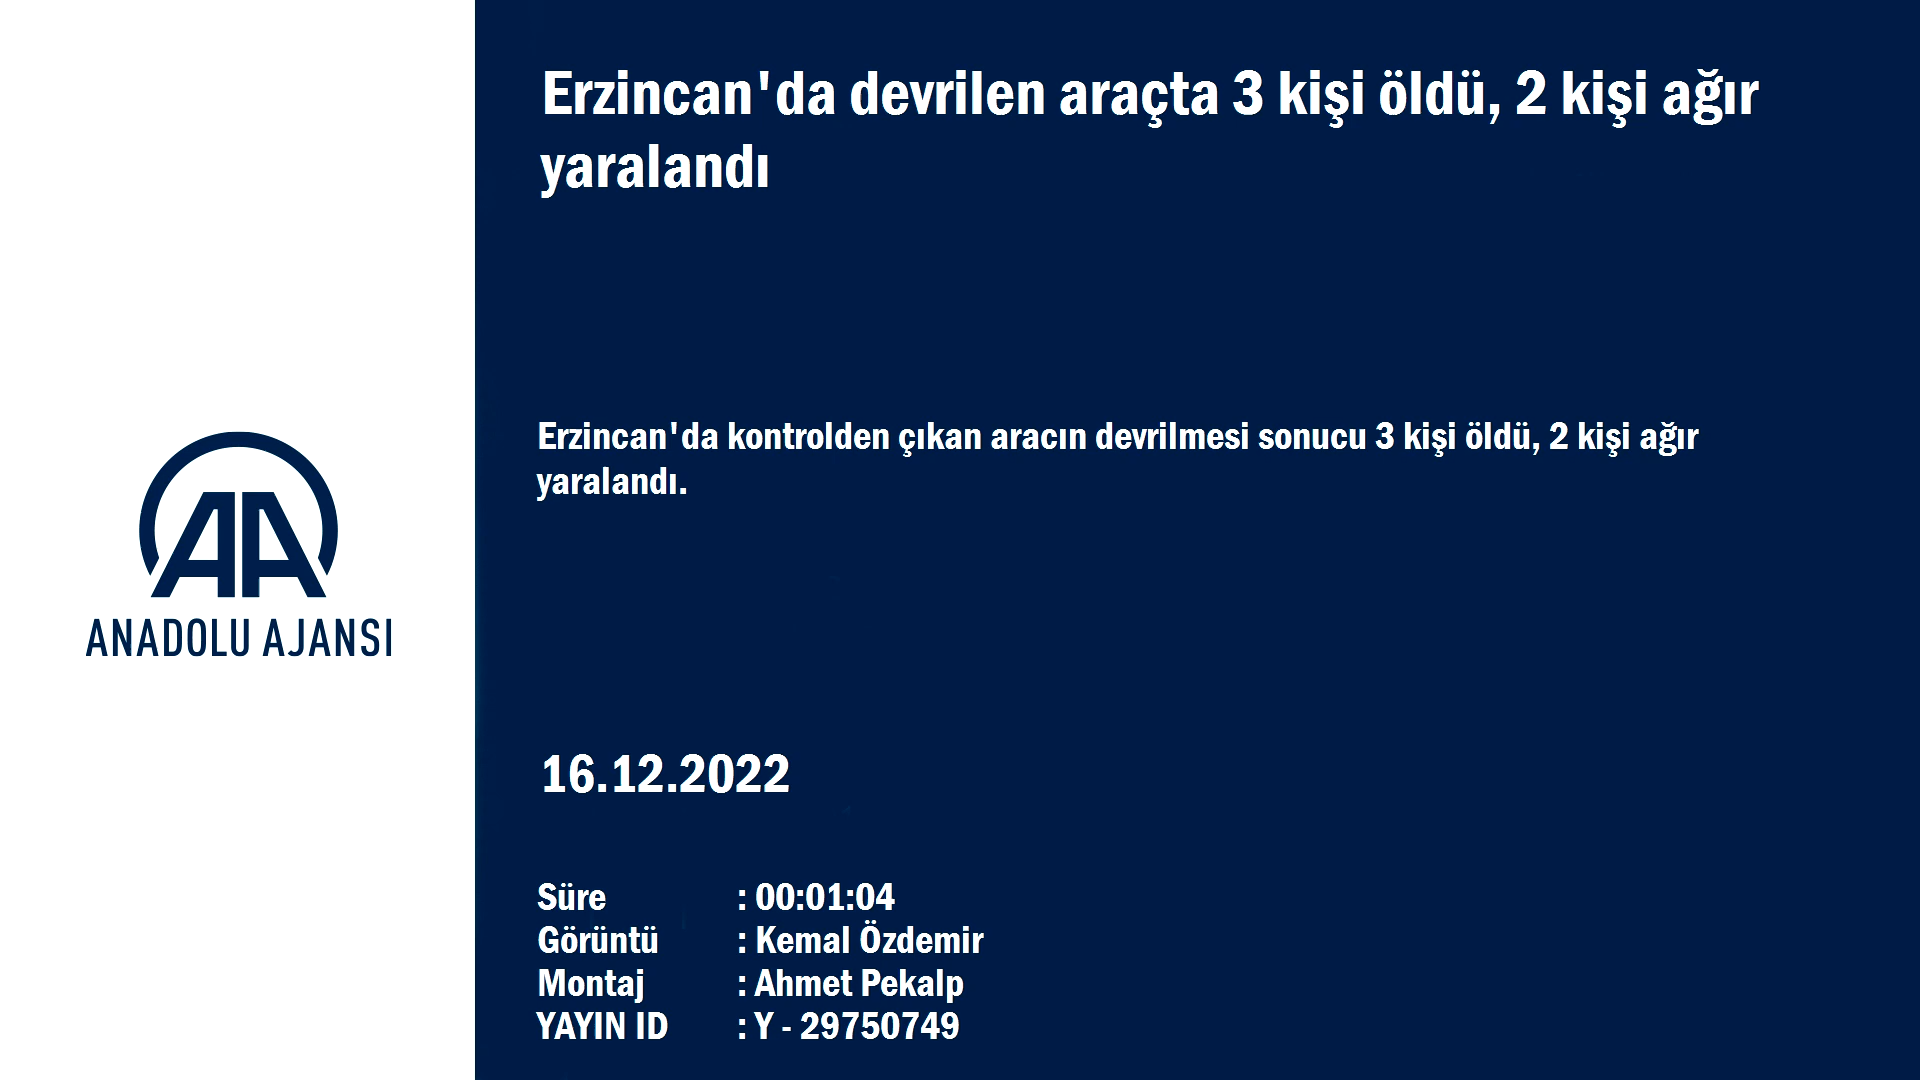 Erzincan'da devrilen araçta 3 kişi öldü, 2 kişi ağır
yaralandı
Erzincan'da kontrolden çıkan aracın devrilmesi sonucu 3 kişi öldü, 2 kişi ağır
yaralandı.
AA
ANADOLU AJANSI
16.12.2022
Süre : 00:01:04
Görüntü : Kemal Özdemir
Montaj : Ahmet Pekalp
YAYIN ID : Y - 29750749